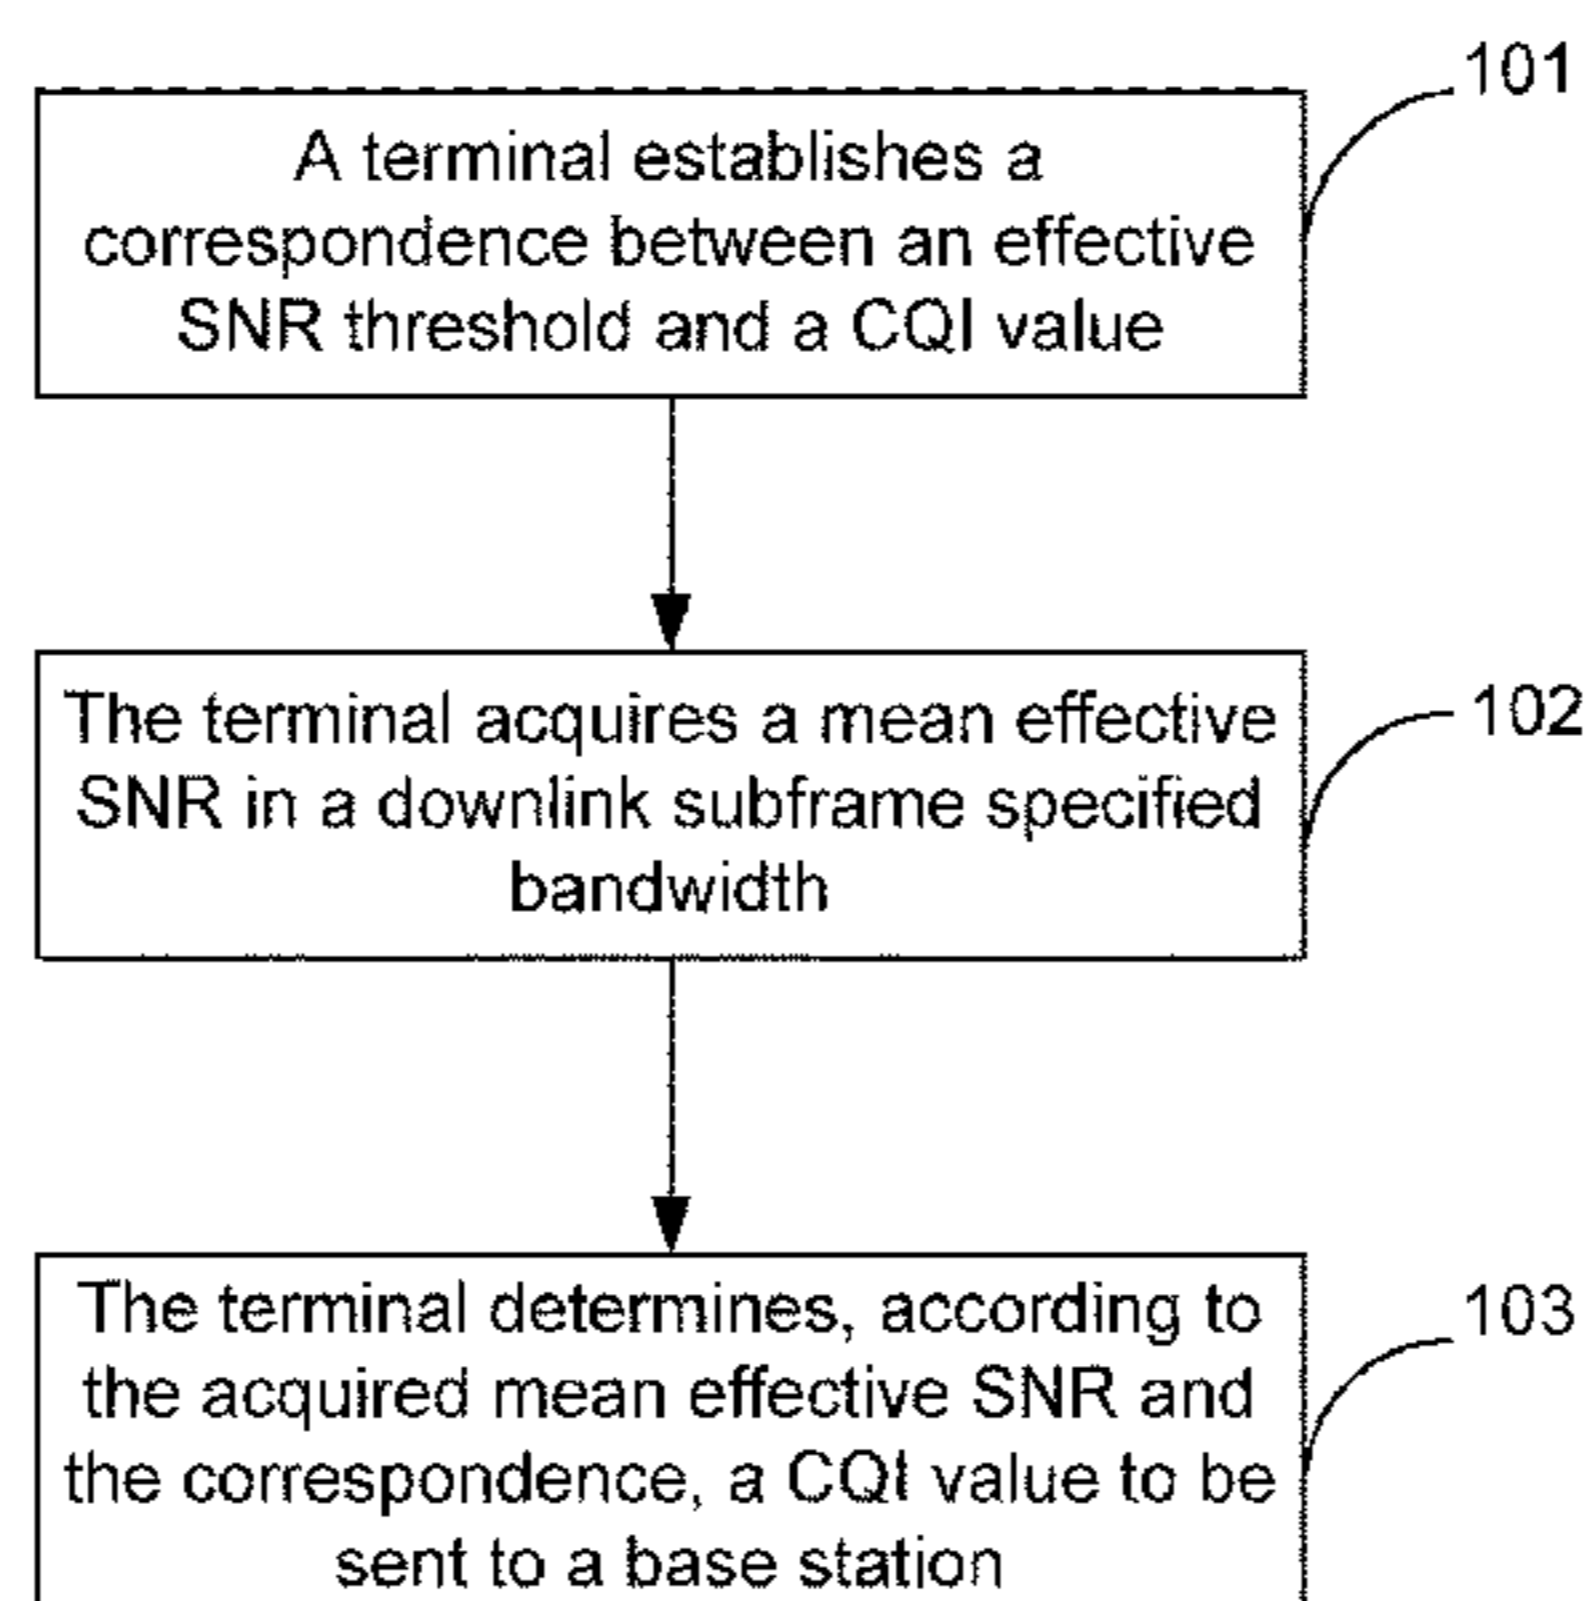 101
A terminal establishes a
correspondence between an effective
SNR threshold and a CQI value
102
The terminal acquires a mean effective
SNR in a downlink subframe specified
bandwidth
103
The terminal determines, according to
the acquired mean effective SNR and
the correspondence, a CQI value to be
sent to a base station